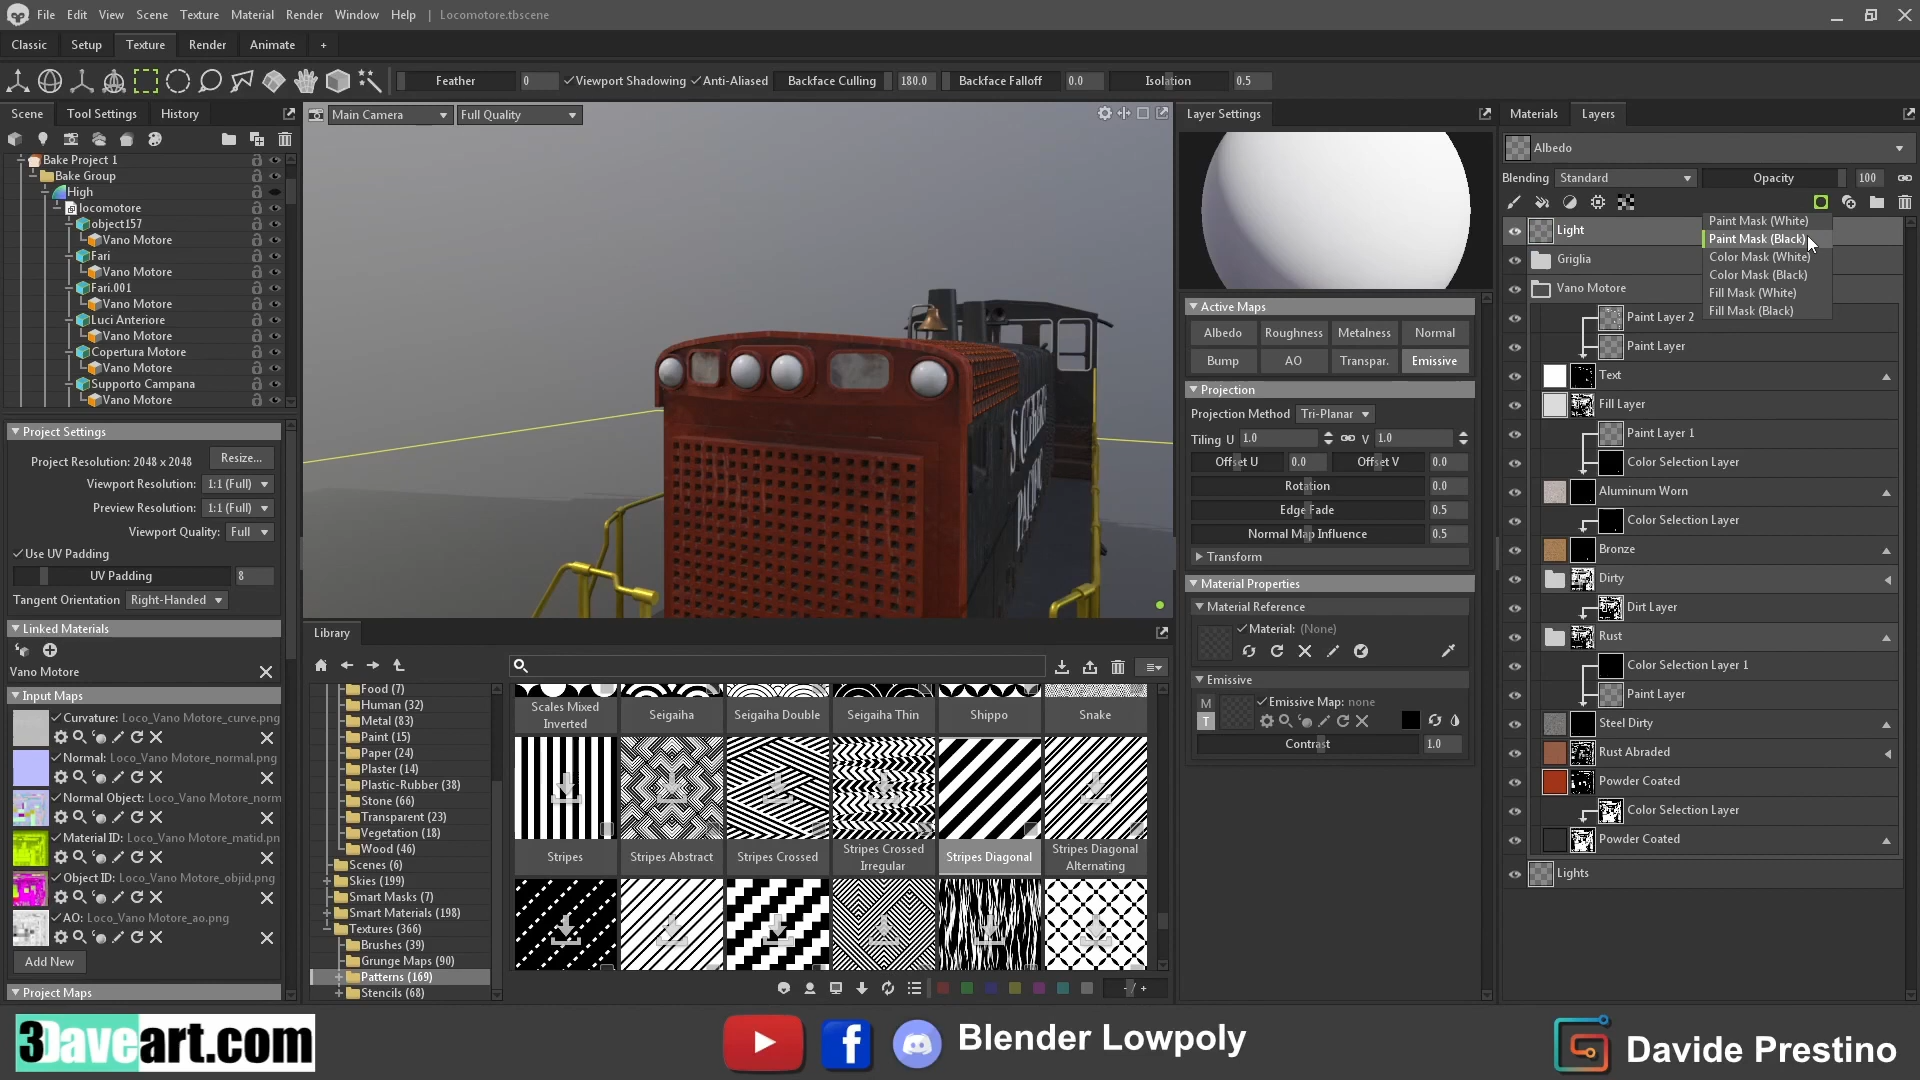 File Edit View Scene Texture Material Render Window Help | Locomotore.tbscene
Classic Setup Texture Render Animate +
Feather 0 Viewport Shadowing Anti-Aliased Backface Culling 180.0 Backface Falloff 0.0 Isolation 0.5
Scene Tool Settings History
Bake Project 1
Bake Group
High
locomotore
object157
Vano Motore
Fari
Vano Motore
Fari.001
Vano Motore
Luci Anteriore
Vano Motore
Copertura Motore
Vano Motore
Supporto Campana
Vano Motore
Project Settings
Project Resolution: 2048 x 2048 Resize...
Viewport Resolution: 1:1 (Full)
Preview Resolution: 1:1 (Full)
Viewport Quality: Full
Use UV Padding
UV Padding 8
Tangent Orientation Right-Handed
Linked Materials
Vano Motore
Input Maps
Curvature: Loco_Vano Motore_curve.png
Normal: Loco_Vano Motore_normal.png
Normal Object: Loco_Vano Motore_norm
Material ID: Loco_Vano Motore_matid.pn
Object ID: Loco_Vano Motore_objid.png
AO: Loco_Vano Motore_ao.png
Add New
Project Maps
Main Camera Full Quality
Library
Food (7)
Human (32)
Metal (83)
Paint (15)
Paper (24)
Plaster (14)
Plastic-Rubber (38)
Stone (66)
Transparent (23)
Vegetation (18)
Wood (46)
Scenes (6)
Skies (199)
Smart Masks (7)
Smart Materials (198)
Textures (366)
Brushes (39)
Grunge Maps (90)
Patterns (169)
Stencils (68)
Scales Mixed Inverted Seigaiha Seigaiha Double Seigaiha Thin Shippo Snake
Stripes Stripes Abstract Stripes Crossed Stripes Crossed Irregular Stripes Diagonal Stripes Diagonal Alternating
-/+
Layer Settings
Active Maps
Albedo Roughness Metalness Normal
Bump AO Transpar. Emissive
Projection
Projection Method Tri-Planar
Tiling U 1.0 V 1.0
Offset U 0.0 Offset V 0.0
Rotation 0.0
Edge Fade 0.5
Normal Map Influence 0.5
Transform
Material Properties
Material Reference
Material: (None)
Emissive
M Emissive Map: none
T
Contrast 1.0
Materials Layers
Albedo
Blending Standard Opacity 100
Light
Griglia
Vano Motore
Paint Mask (White)
Paint Mask (Black)
Color Mask (White)
Color Mask (Black)
Fill Mask (White)
Fill Mask (Black)
Paint Layer 2
Paint Layer
Text
Fill Layer
Paint Layer 1
Color Selection Layer
Aluminum Worn
Color Selection Layer
Bronze
Dirty
Dirt Layer
Rust
Color Selection Layer 1
Paint Layer
Steel Dirty
Rust Abraded
Powder Coated
Color Selection Layer
Powder Coated
Lights
3Daveart.com
Blender Lowpoly
Davide Prestino